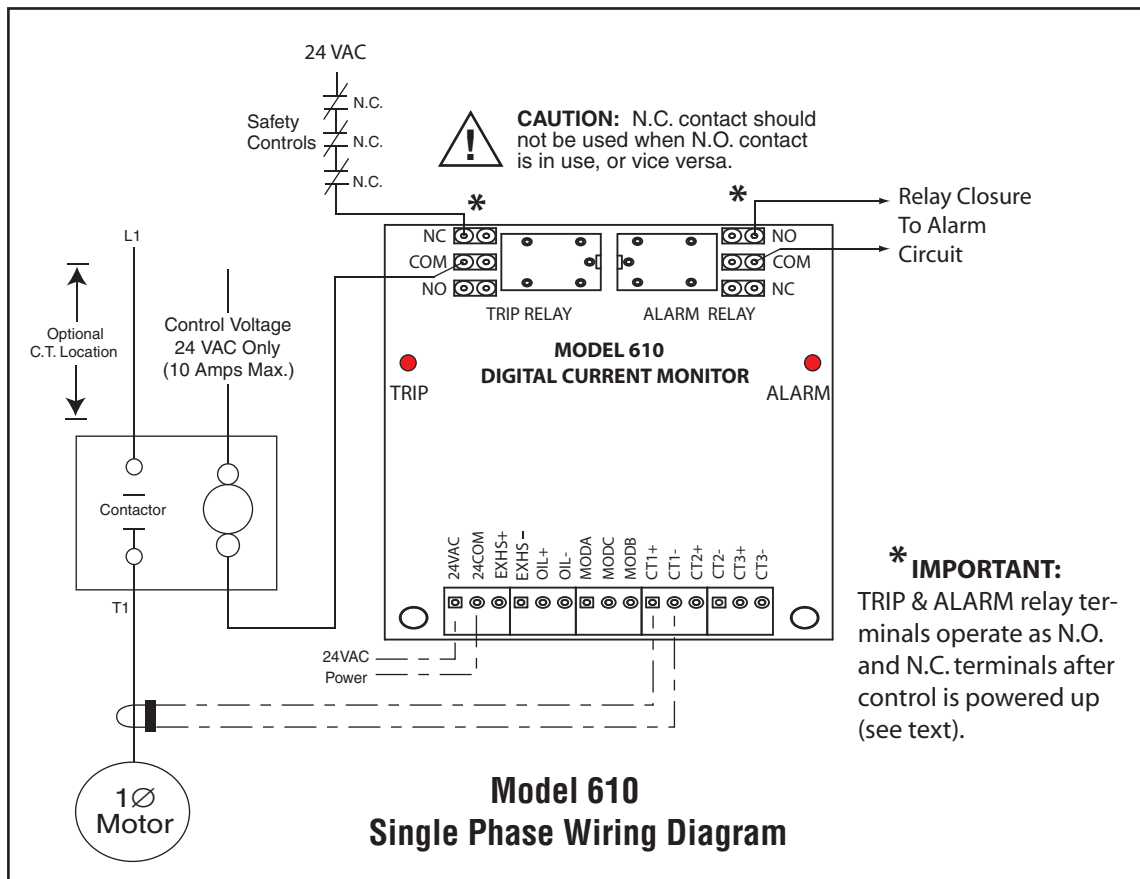 24 VAC
N.C.
Safety
Controls
N.C.
N.C.
!
CAUTION: N.C. contact should
not be used when N.O. contact
is in use, or vice versa.
*
*
Relay Closure
To Alarm
Circuit
NC
COM
NO
NO
COM
NC
TRIP RELAY
ALARM RELAY
L1
Optional
C.T. Location
Control Voltage
24 VAC Only
(10 Amps Max.)
MODEL 610
DIGITAL CURRENT MONITOR
TRIP
ALARM
Contactor
T1
24VAC
24COM
EXHS+
EXHS-
OIL+
OIL-
MODA
MODC
MODB
CT1+
CT1-
CT2+
CT2-
CT3+
CT3-
* IMPORTANT:
TRIP & ALARM relay ter-
minals operate as N.O.
and N.C. terminals after
control is powered up
(see text).
24VAC
Power
1Ø
Motor
Model 610
Single Phase Wiring Diagram